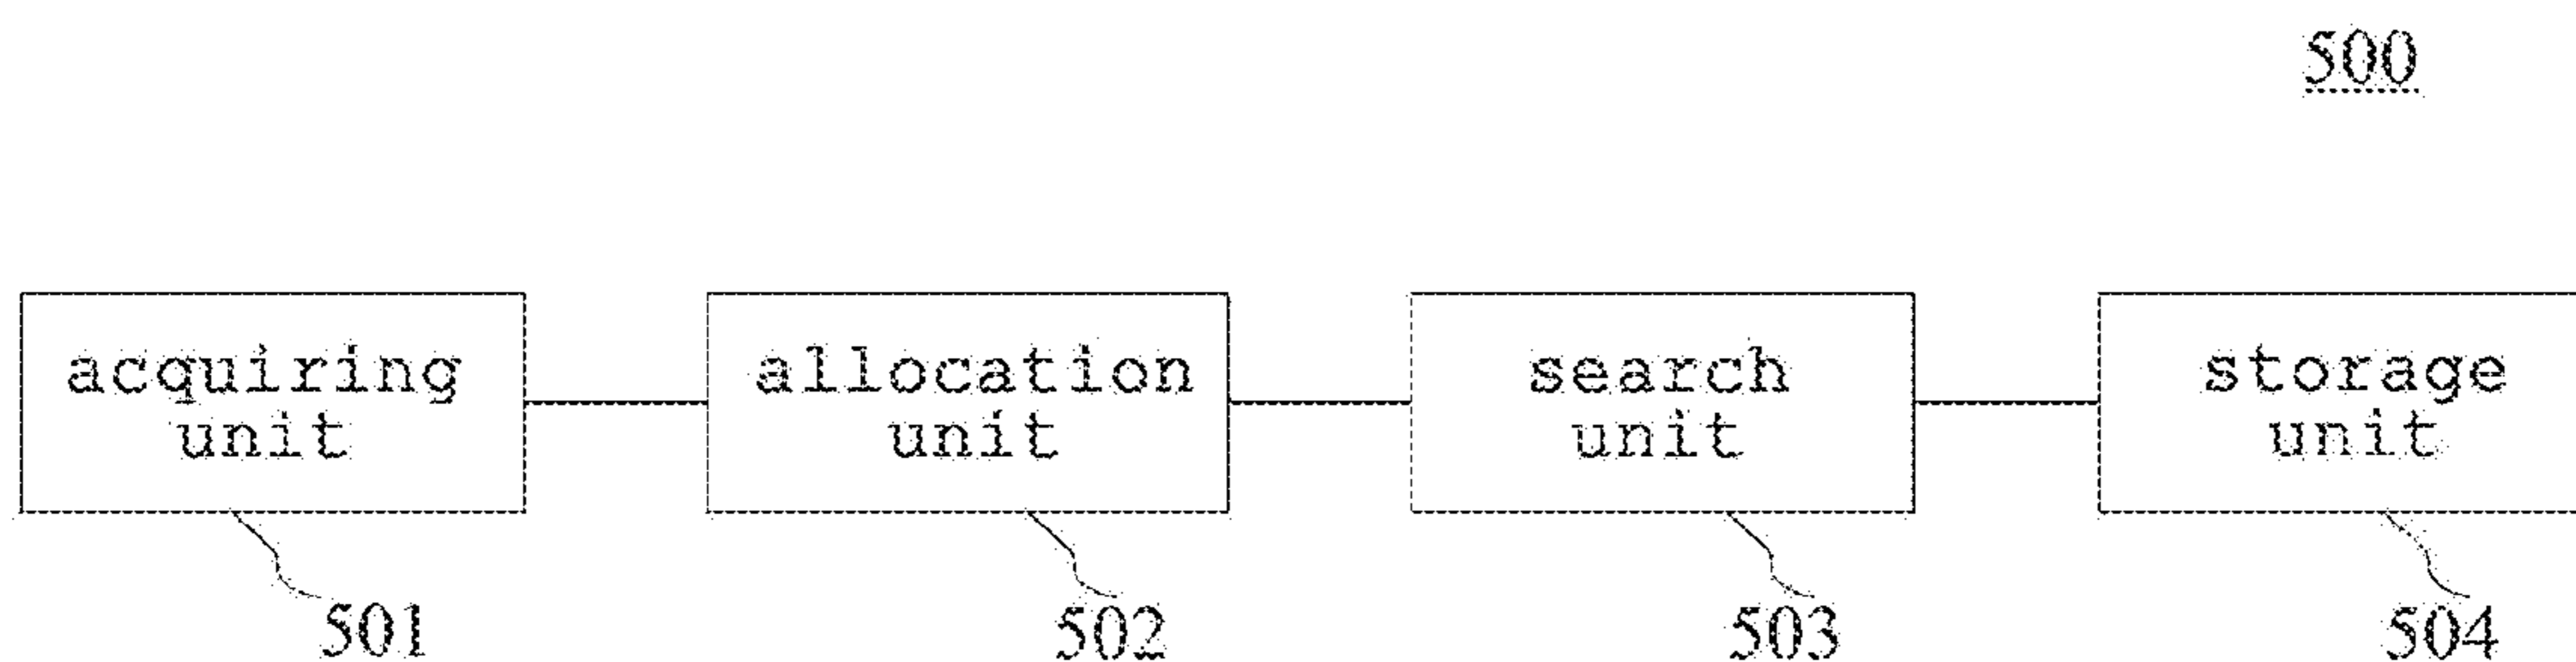 500
acquiring
unit
allocation
unit
search
unit
storage
unit
501
502
503
504